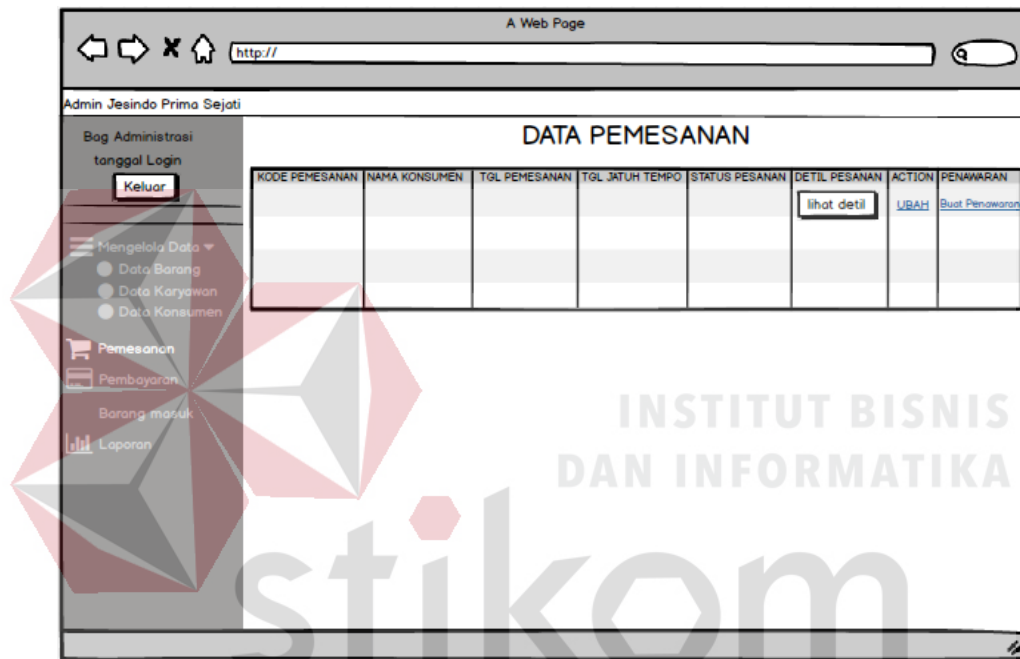 A Web Page
http://
Admin Jesindo Prima Sejati
Bag Administrasi
tanggal Login
Keluar
Mengelola Data
Data Barang
Data Karyawan
Data Konsumen
Pemesanan
Pembayaran
Barang masuk
Laporan
DATA PEMESANAN
KODE PEMESANAN NAMA KONSUMEN TGL PEMESANAN TGL JATUH TEMPO STATUS PESANAN DETIL PESANAN ACTION PENAWARAN
lihat detil UBAH Buat Penawaran
INSTITUT BISNIS
DAN INFORMATIKA
stikom